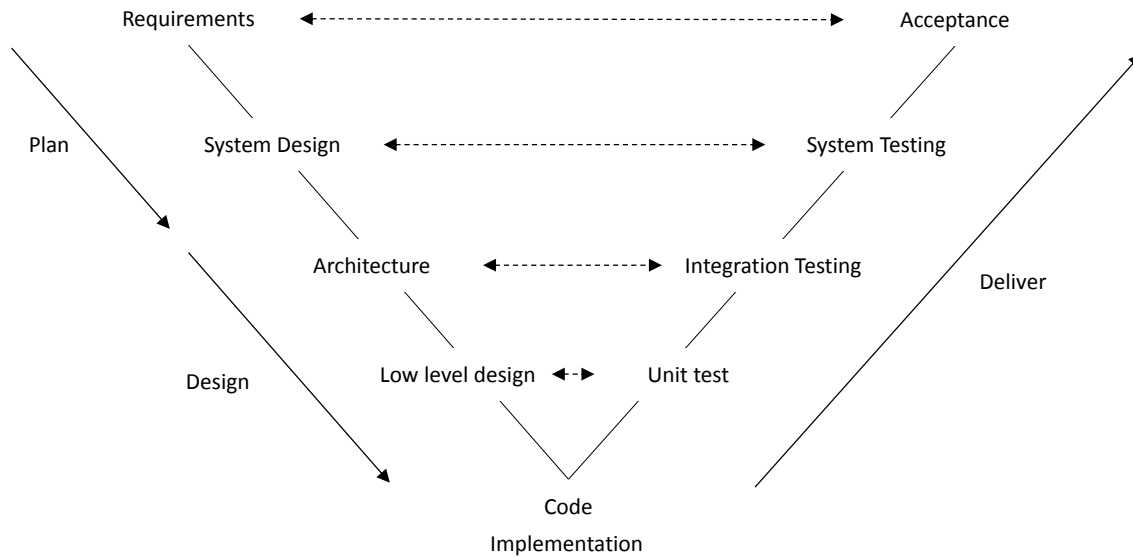 Requirements
Acceptance
Plan
System Design
System Testing
Architecture
Integration Testing
Deliver
Design
Low level design
Unit test
Code
Implementation